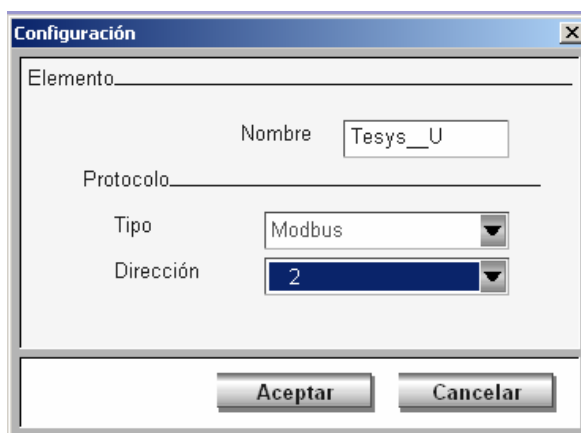 Configuración
Elemento
Nombre Tesys__U
Protocolo
Tipo Modbus
Dirección 2
Aceptar Cancelar